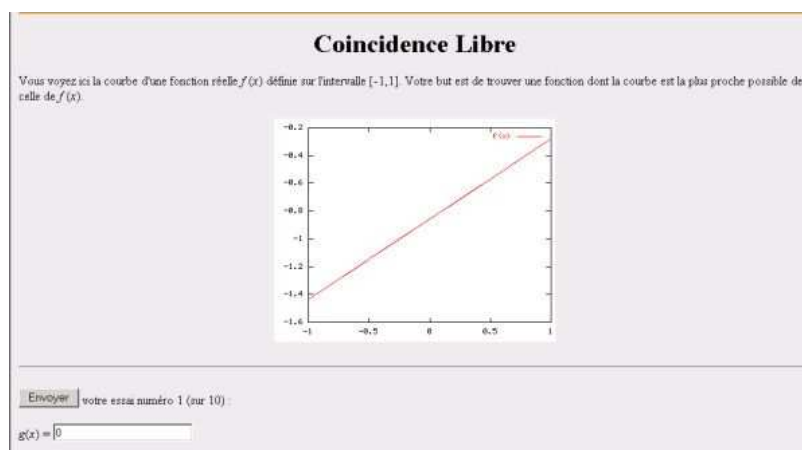 Coincidence Libre
Vous voyez ici la courbe d'une fonction réelle f (x) définie sur l'intervalle [-1,1]. Votre but est de trouver une fonction dont la courbe est la plus proche possible de
celle de f (x).
f(x)
-0.2
-0.4
-0.6
-0.8
-1
-1.2
-1.4
-1.6
-1 -0.5 0 0.5 1
Envoyer votre essai numéro 1 (sur 10) :
g(x) = 0